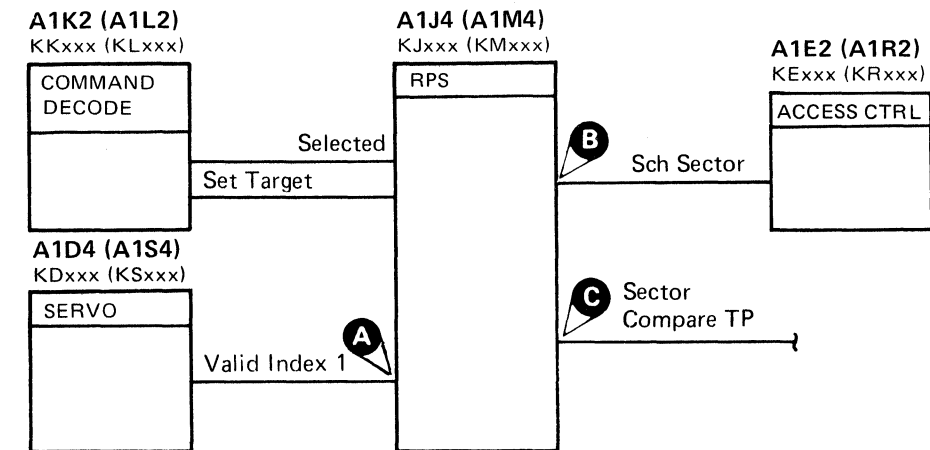 A1K2 (A1L2)
KKxxx (KLxxx)
COMMAND
DECODE
A1J4 (A1M4)
KJxxx (KMxxx)
RPS
A1E2 (A1R2)
KExxx (KRxxx)
ACCESS CTRL
Selected
Set Target
B
Sch Sector
A1D4 (A1S4)
KDxxx (KSxxx)
SERVO
A
Valid Index 1
C
Sector
Compare TP